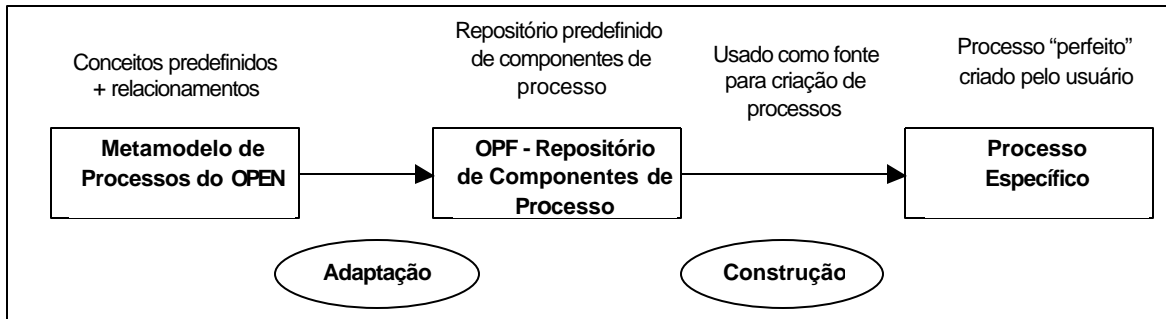 Conceitos predefinidos
+ relacionamentos
Repositório predefinido
de componentes de
processo
Usado como fonte
para criação de
processos
Processo “perfeito”
criado pelo usuário
Metamodelo de
Processos do OPEN
OPF - Repositório
de Componentes de
Processo
Processo
Específico
Adaptação
Construção